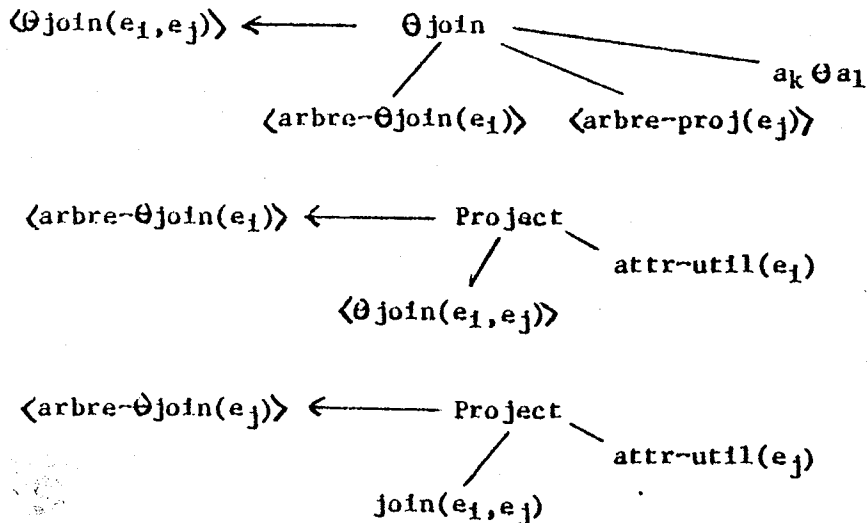 ⟨θjoin(e_i,e_j)⟩ ← θjoin
a_k θ a_l
⟨arbre-θjoin(e_i)⟩ ⟨arbre-proj(e_j)⟩
⟨arbre-θjoin(e_i)⟩ ← Project
attr-util(e_i)
⟨θjoin(e_i,e_j)⟩
⟨arbre-θjoin(e_j)⟩ ← Project
attr-util(e_j)
join(e_i,e_j)